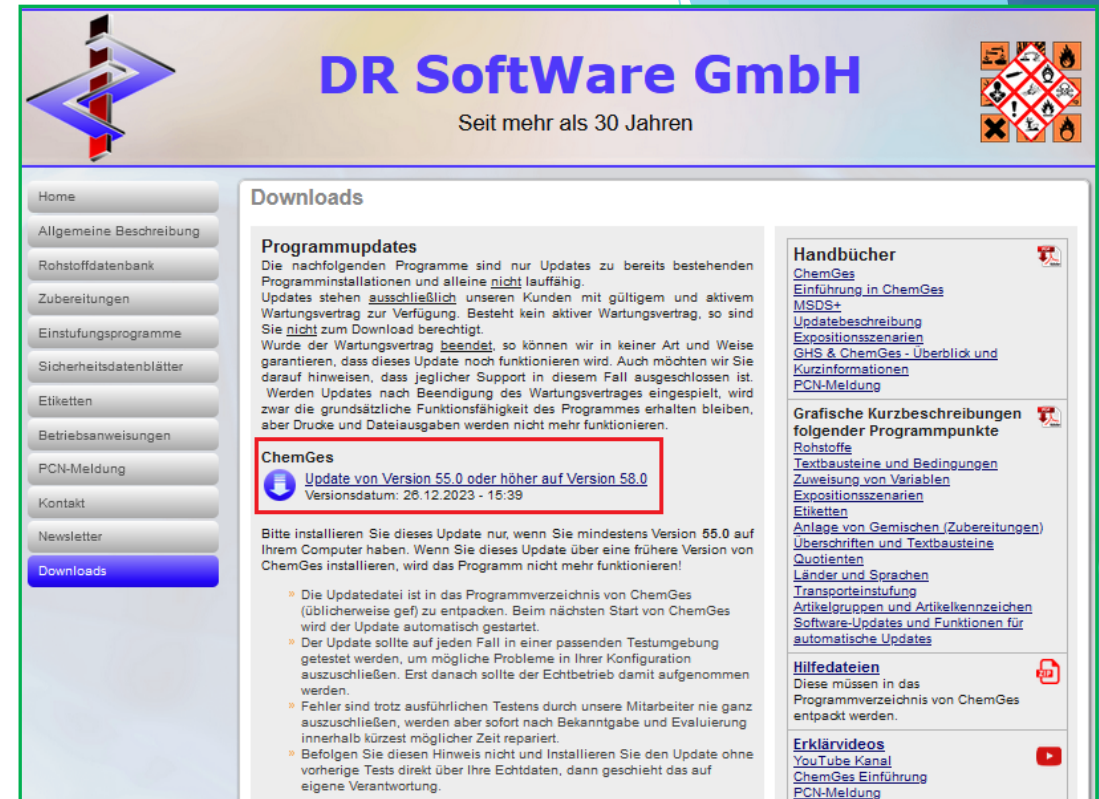 DR SoftWare GmbH
Seit mehr als 30 Jahren
Home
Allgemeine Beschreibung
Rohstoffdatenbank
Zubereitungen
Einstufungsprogramme
Sicherheitsdatenblätter
Etiketten
Betriebsanweisungen
PCN-Meldung
Kontakt
Newsletter
Downloads
Downloads
Programmupdates
Die nachfolgenden Programme sind nur Updates zu bereits bestehenden
Programminstallationen und alleine nicht lauffähig.
Updates stehen ausschließlich unseren Kunden mit gültigem und aktivem
Wartungsvertrag zur Verfügung. Besteht kein aktiver Wartungsvertrag, so sind
Sie nicht zum Download berechtigt.
Wurde der Wartungsvertrag beendet, so können wir in keiner Art und Weise
garantieren, dass dieses Update noch funktionieren wird. Auch möchten wir Sie
darauf hinweisen, dass jeglicher Support in diesem Fall ausgeschlossen ist.
Werden Updates nach Beendigung des Wartungsvertrages eingespielt, wird
zwar die grundsätzliche Funktionsfähigkeit des Programmes erhalten bleiben,
aber Drucke und Dateiausgaben werden nicht mehr funktionieren.
ChemGes
Update von Version 55.0 oder höher auf Version 58.0
Versionsdatum: 26.12.2023 - 15:39
Bitte installieren Sie dieses Update nur, wenn Sie mindestens Version 55.0 auf
Ihrem Computer haben. Wenn Sie dieses Update über eine frühere Version von
ChemGes installieren, wird das Programm nicht mehr funktionieren!
» Die Updatedatei ist in das Programmverzeichnis von ChemGes
(üblicherweise gef) zu entpacken. Beim nächsten Start von ChemGes
wird der Update automatisch gestartet.
» Der Update sollte auf jeden Fall in einer passenden Testumgebung
getestet werden, um mögliche Probleme in Ihrer Konfiguration
auszuschließen. Erst danach sollte der Echtbetrieb damit aufgenommen
werden.
» Fehler sind trotz ausführlichen Testens durch unsere Mitarbeiter nie ganz
auszuschließen, werden aber sofort nach Bekanntgabe und Evaluierung
innerhalb kürzest möglicher Zeit repariert.
» Befolgen Sie diesen Hinweis nicht und Installieren Sie den Update ohne
vorherige Tests direkt über Ihre Echtdaten, dann geschieht das auf
eigene Verantwortung.
Handbücher
ChemGes
Einführung in ChemGes
MSDS+
Updatebeschreibung
Expositionsszenarien
GHS & ChemGes - Überblick und
Kurzinformationen
PCN-Meldung
Grafische Kurzbeschreibungen
folgender Programmpunkte
Rohstoffe
Textbausteine und Bedingungen
Zuweisung von Variablen
Expositionsszenarien
Etiketten
Anlage von Gemischen (Zubereitungen)
Überschriften und Textbausteine
Quotienten
Länder und Sprachen
Transporteinstufung
Artikelgruppen und Artikelkennzeichen
Software-Updates und Funktionen für
automatische Updates
Hilfedateien
Diese müssen in das
Programmverzeichnis von ChemGes
entpackt werden.
ZIP
Erklärvideos
YouTube Kanal
ChemGes Einführung
PCN-Meldung